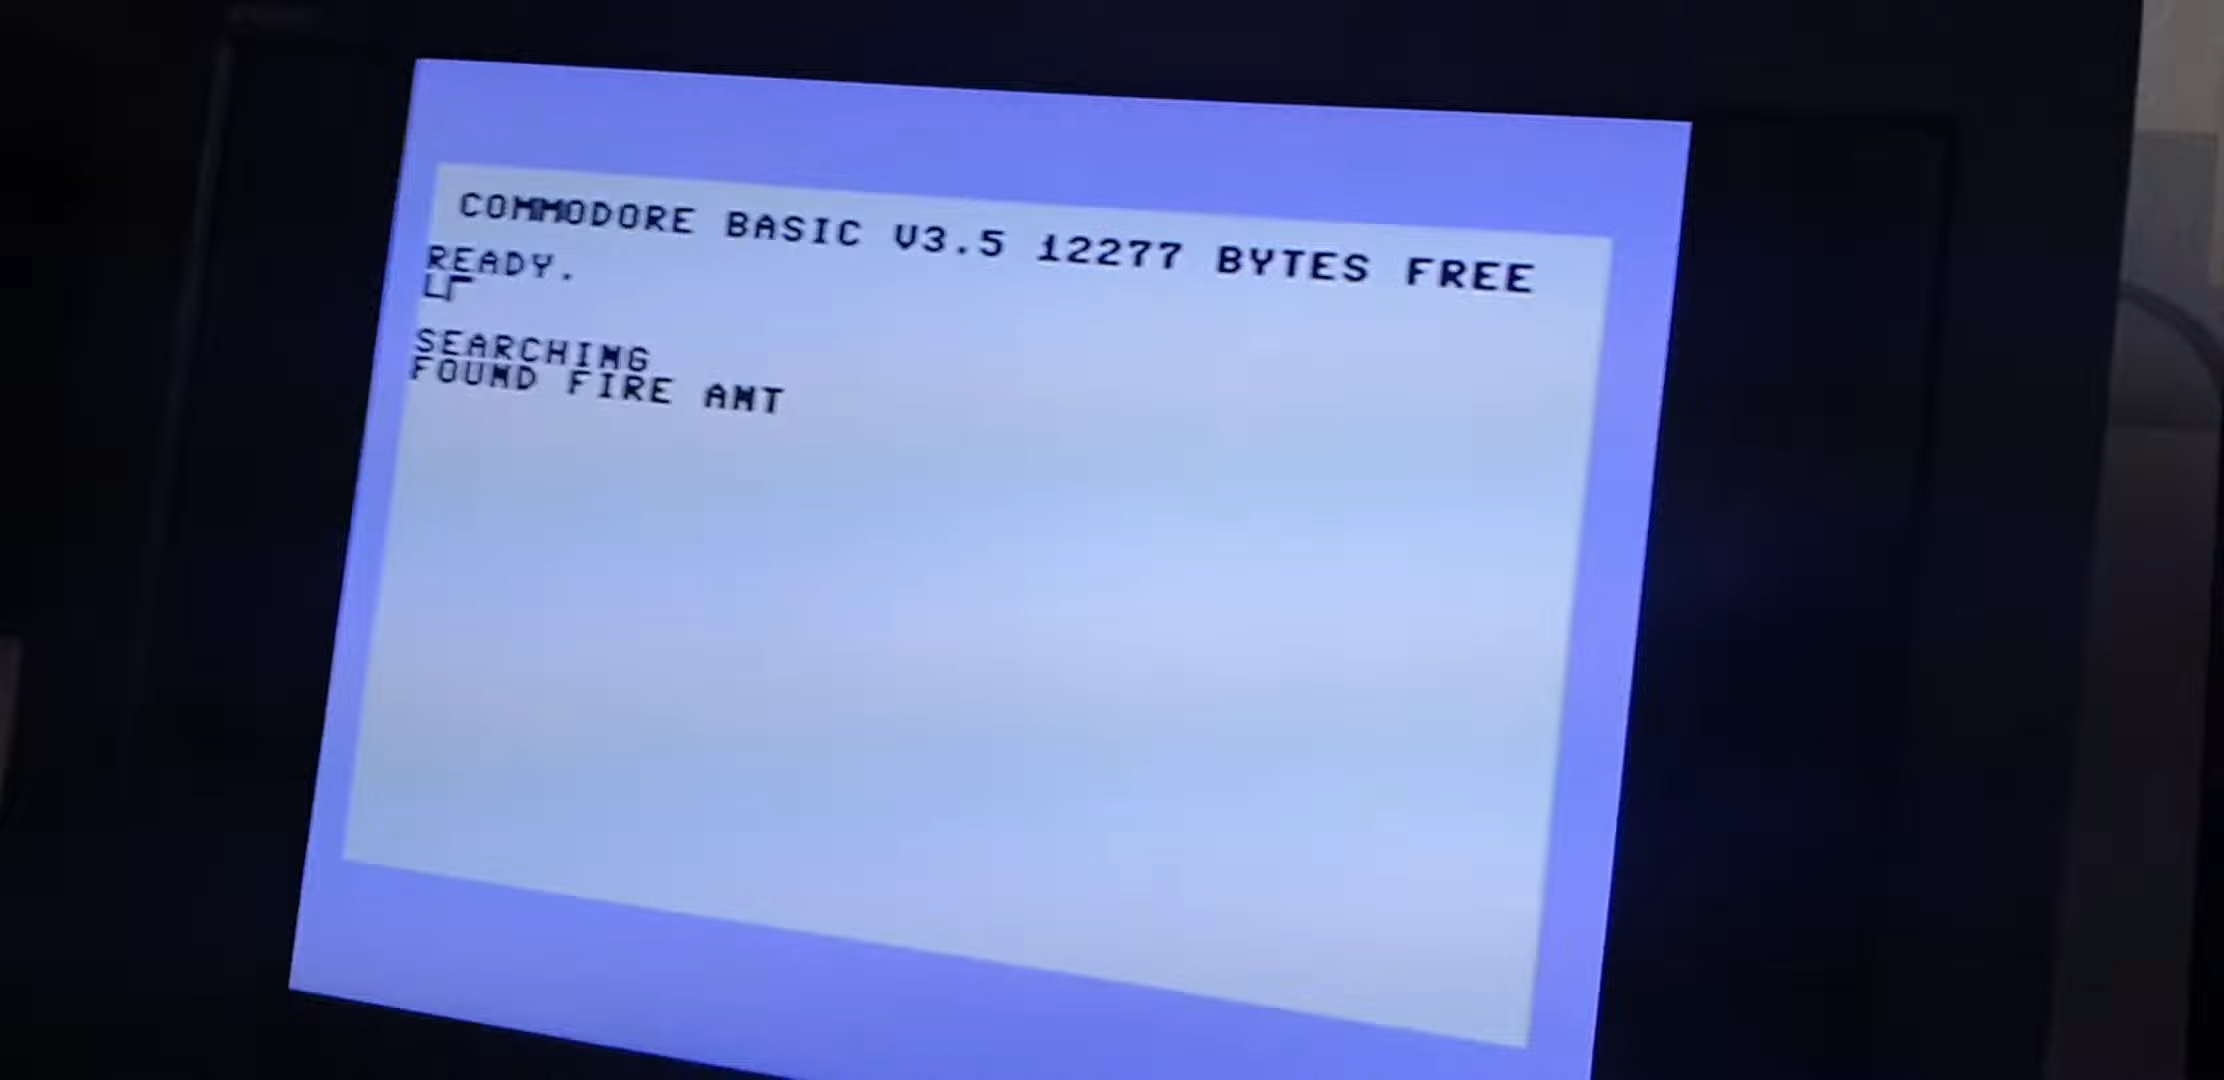 COMMODORE BASIC V3.5 12277 BYTES FREE
READY.
SEARCHING
FOUND FIRE ANT